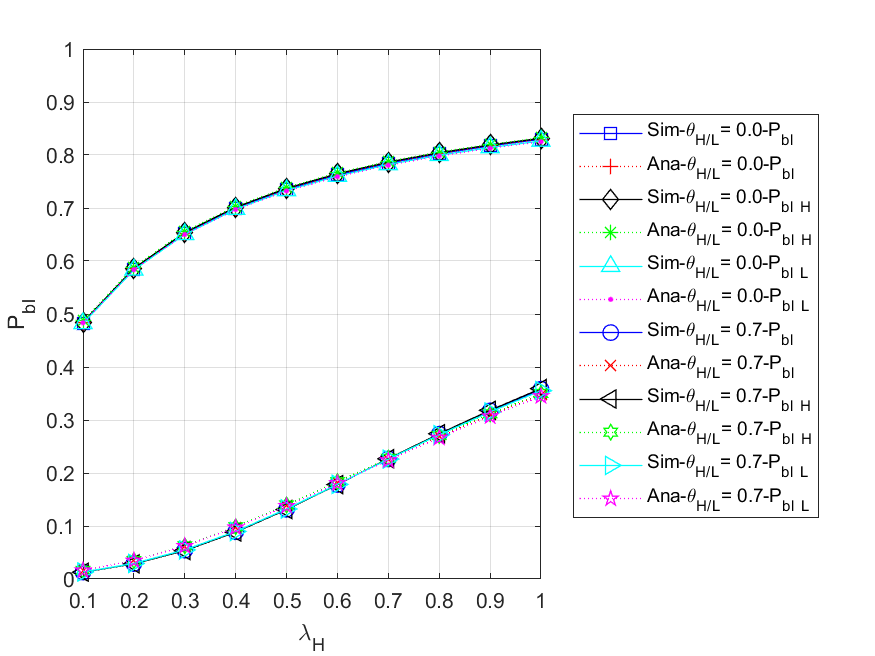 1
0.9
0.8
0.7
0.6
0.5
0.4
0.3
0.2
0.1
0
P_bl
0.1 0.2 0.3 0.4 0.5 0.6 0.7 0.8 0.9 1
λ_H
Sim-θ_H/L= 0.0-P_bl
Ana-θ_H/L= 0.0-P_bl
Sim-θ_H/L= 0.0-P_bl H
Ana-θ_H/L= 0.0-P_bl H
Sim-θ_H/L= 0.0-P_bl L
Ana-θ_H/L= 0.0-P_bl L
Sim-θ_H/L= 0.7-P_bl
Ana-θ_H/L= 0.7-P_bl
Sim-θ_H/L= 0.7-P_bl H
Ana-θ_H/L= 0.7-P_bl H
Sim-θ_H/L= 0.7-P_bl L
Ana-θ_H/L= 0.7-P_bl L